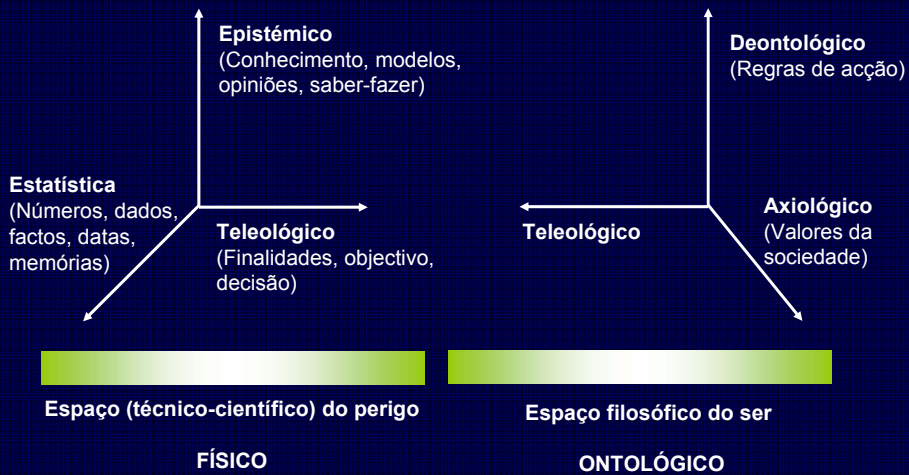 Epistémico
(Conhecimento, modelos,
opiniões, saber-fazer)
Estatística
(Números, dados,
factos, datas,
memórias)
Teleológico
(Finalidades, objectivo,
decisão)
Espaço (técnico-científico) do perigo
FÍSICO
Deontológico
(Regras de acção)
Teleológico
Axiológico
(Valores da
sociedade)
Espaço filosófico do ser
ONTOLÓGICO